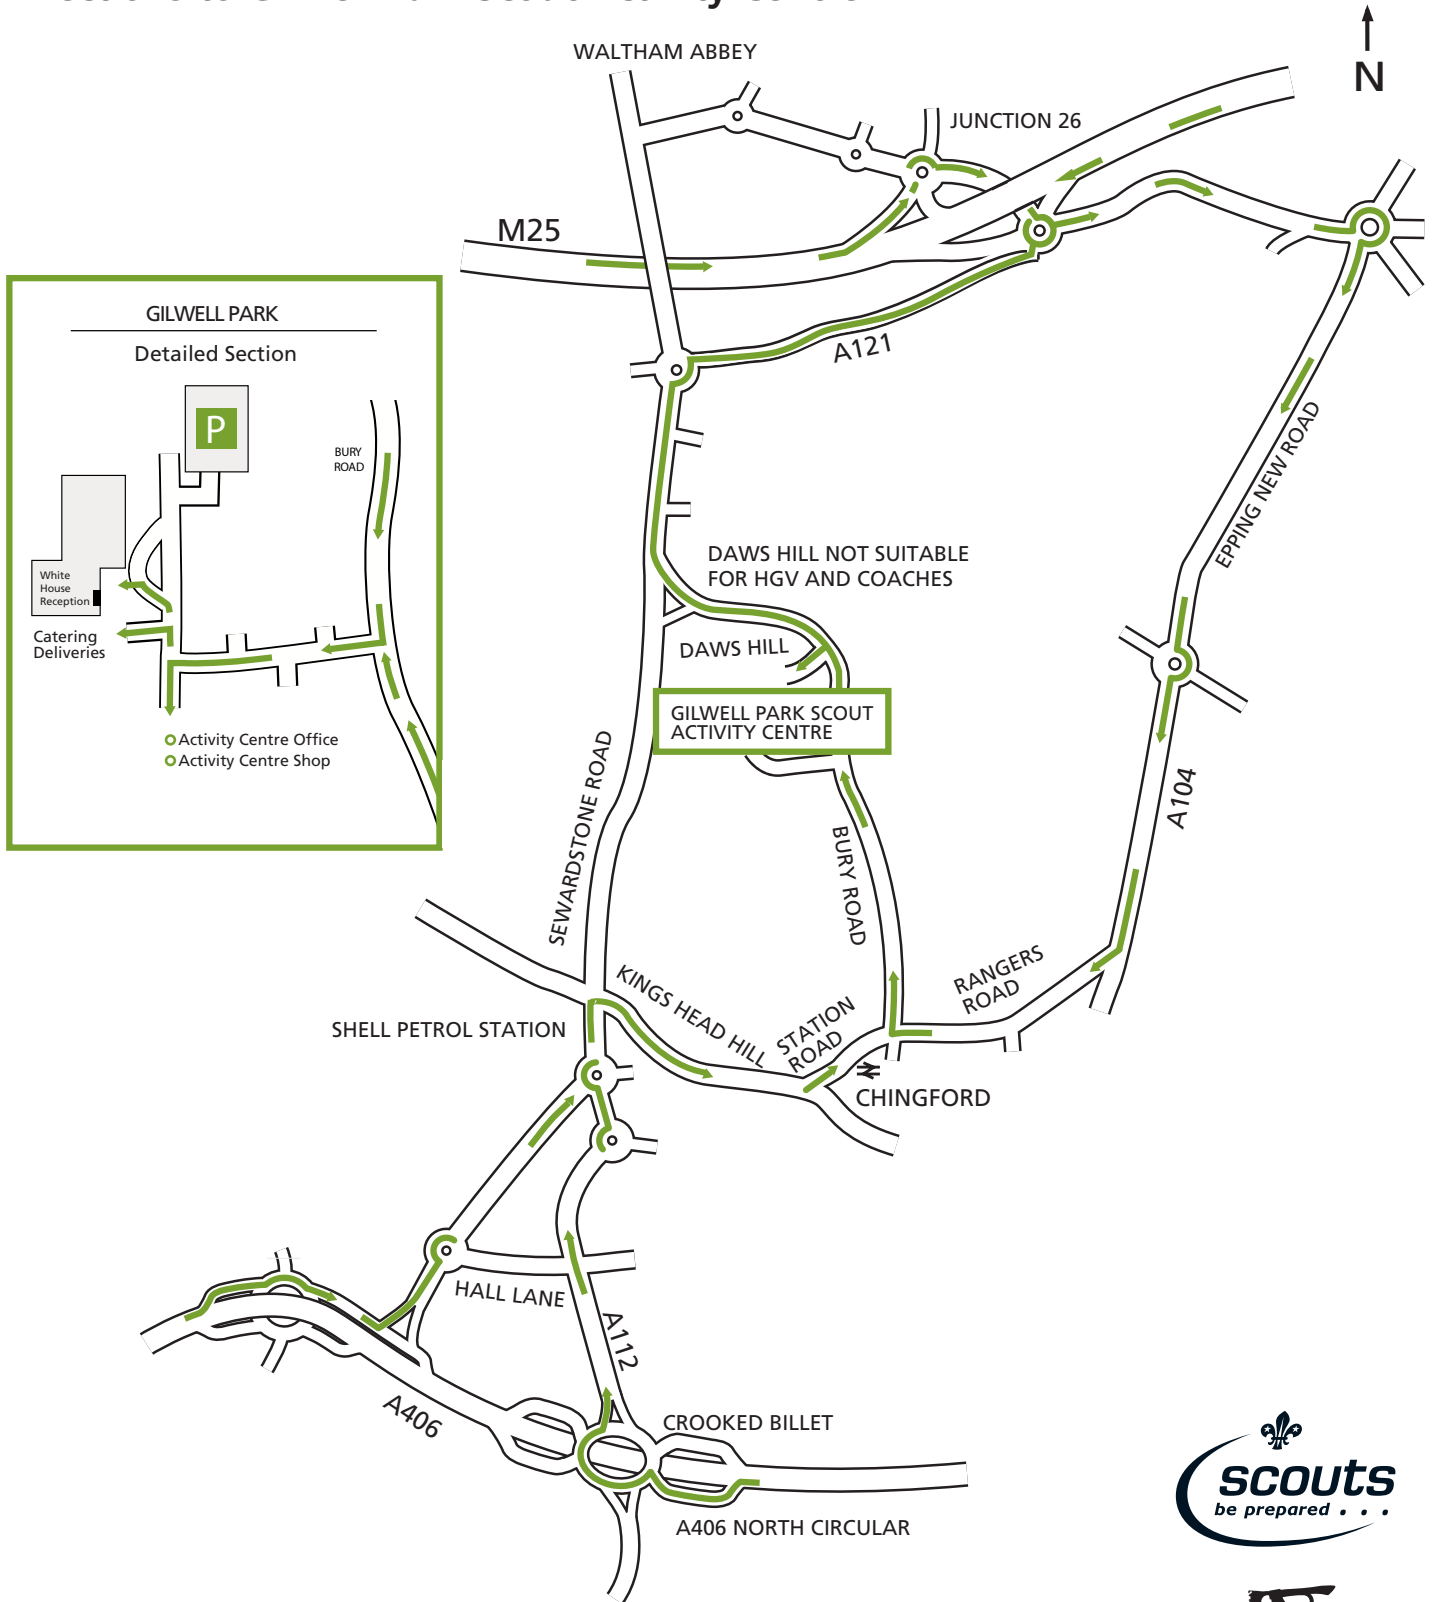 WALTHAM ABBEY
N
JUNCTION 26
M25
A121
GILWELL PARK
Detailed Section
P
BURY
ROAD
White
House
Reception
Catering
Deliveries
Activity Centre Office
Activity Centre Shop
EPPING NEW ROAD
DAWS HILL NOT SUITABLE
FOR HGV AND COACHES
DAWS HILL
GILWELL PARK SCOUT
ACTIVITY CENTRE
SEWARDSTONE ROAD
A104
BURY ROAD
RANGERS
ROAD
KINGS HEAD HILL
STATION
ROAD
SHELL PETROL STATION
CHINGFORD
HALL LANE
A112
A406
CROOKED BILLET
A406 NORTH CIRCULAR
scouts
be prepared . . .